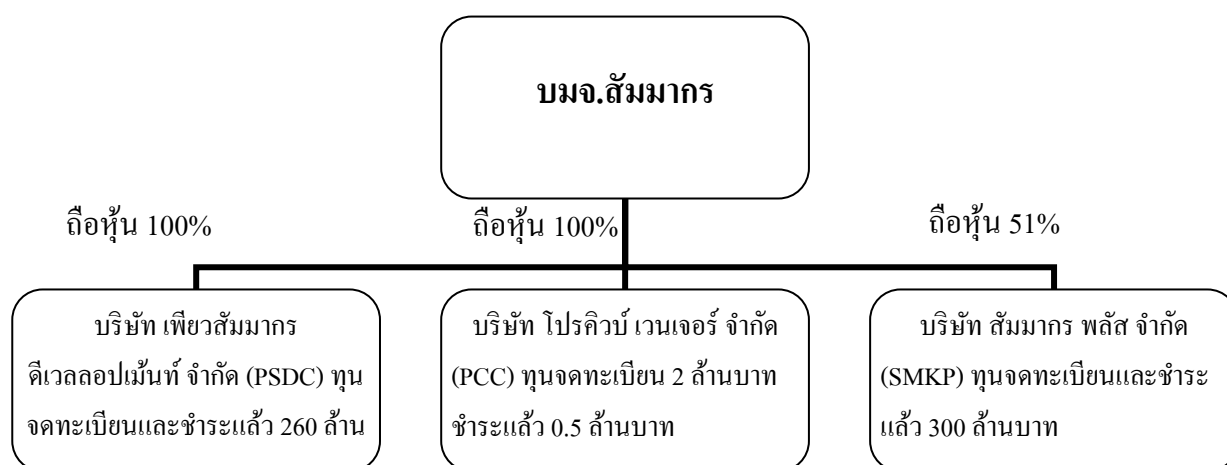 บมจ.สัมมากร
ถือหุ้น 100%
ถือหุ้น 100%
ถือหุ้น 51%
บริษัท เพียวสัมมากร
ดีเวลลอปเม้นท์ จำกัด (PSDC) ทุน
จดทะเบียนและชำระแล้ว 260 ล้าน
บริษัท โปรคิวบ์ เวนเจอร์ จำกัด
(PCC) ทุนจดทะเบียน 2 ล้านบาท
ชำระแล้ว 0.5 ล้านบาท
บริษัท สัมมากร พลัส จำกัด
(SMKP) ทุนจดทะเบียนและชำระ
แล้ว 300 ล้านบาท